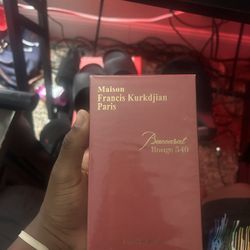 Maison
Francis Kurkdjian
Paris
Baccarat
Rouge 540